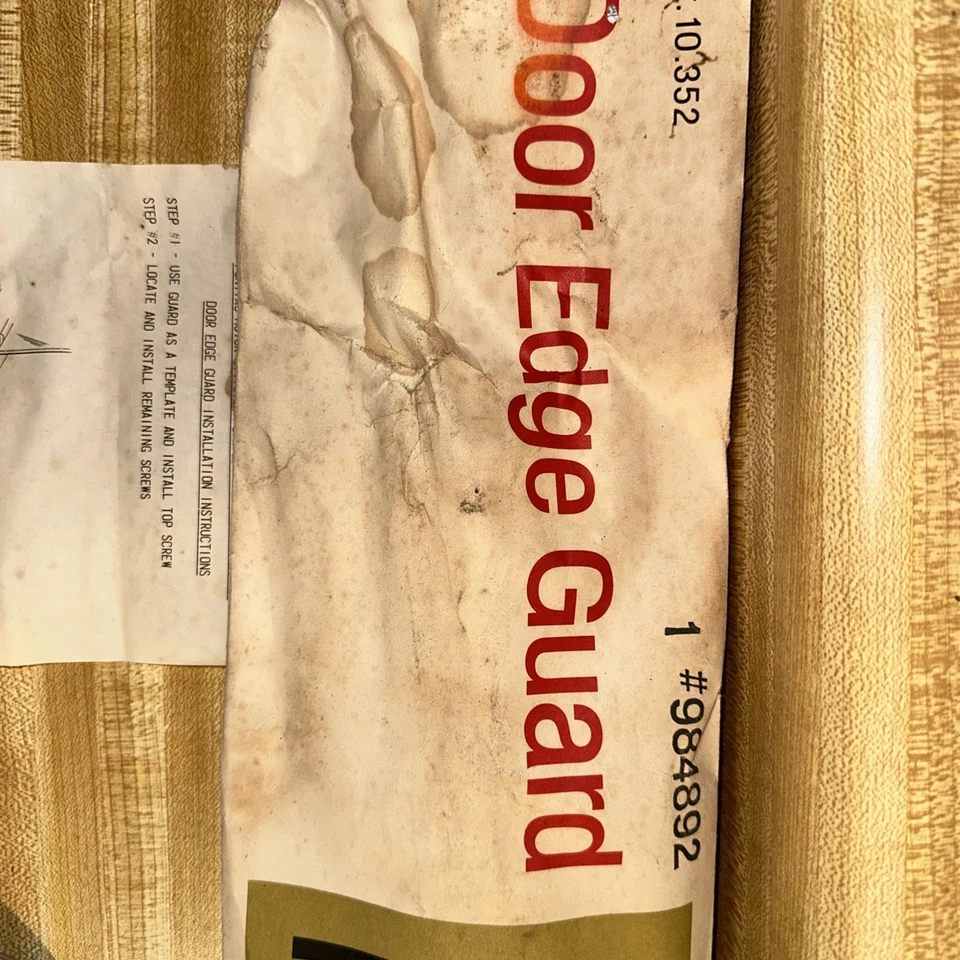 .10.352
1 #984892
Door Edge Guard
DOOR EDGE GUARD INSTALLATION INSTRUCTIONS
STEP #1 - USE GUARD AS A TEMPLATE AND INSTALL TOP SCREW
STEP #2 - LOCATE AND INSTALL REMAINING SCREWS